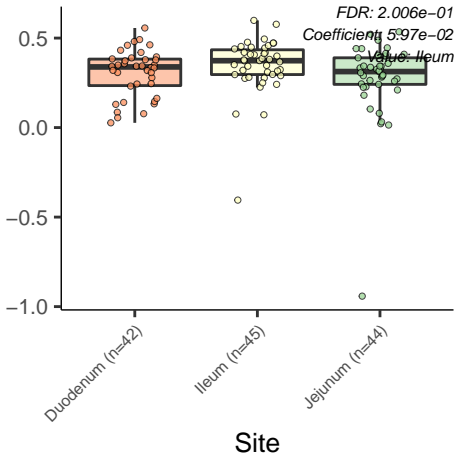 FDR: 2.006e−01
Coefficient: 5.97e−02
Value: Ileum
0.5
0.0
−0.5
−1.0
Duodenum (n=42)
Ileum (n=45)
Jejunum (n=44)
Site